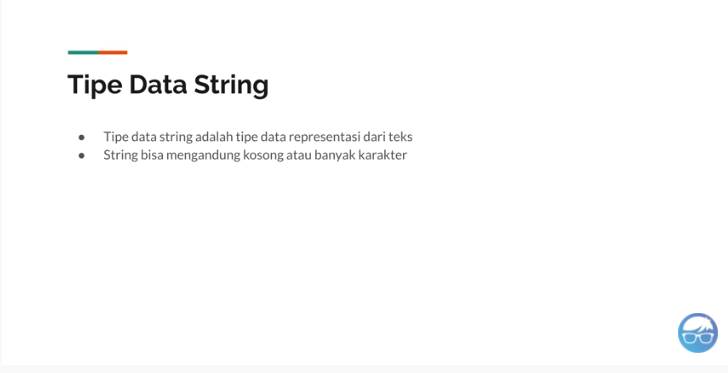 Tipe Data String
● Tipe data string adalah tipe data representasi dari teks
● String bisa mengandung kosong atau banyak karakter